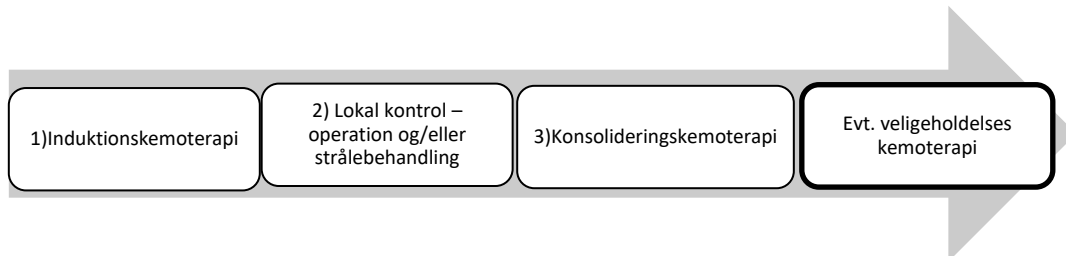 1)Induktionskemoterapi
2) Lokal kontrol –
operation og/eller
strålebehandling
3)Konsolideringskemoterapi
Evt. veligeholdelses
kemoterapi